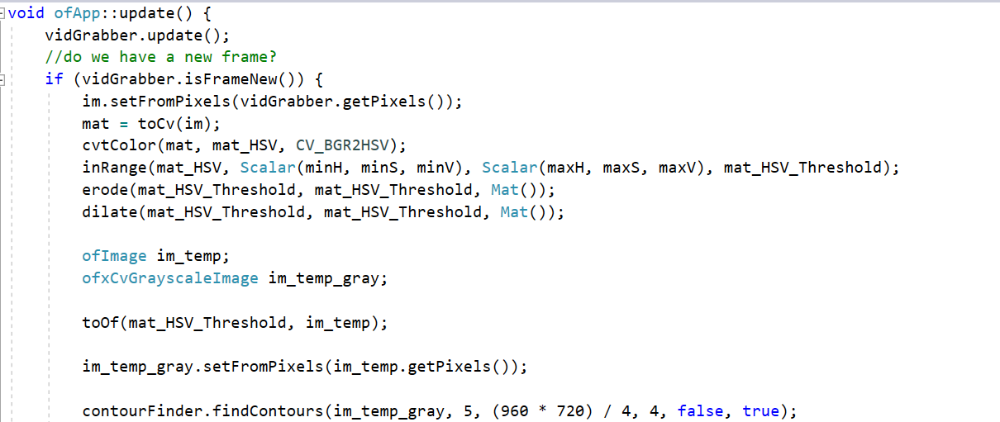 void ofApp::update() {
    vidGrabber.update();
    //do we have a new frame?
    if (vidGrabber.isFrameNew()) {
        im.setFromPixels(vidGrabber.getPixels());
        mat = toCv(im);
        cvtColor(mat, mat_HSV, CV_BGR2HSV);
        inRange(mat_HSV, Scalar(minH, minS, minV), Scalar(maxH, maxS, maxV), mat_HSV_Threshold);
        erode(mat_HSV_Threshold, mat_HSV_Threshold, Mat());
        dilate(mat_HSV_Threshold, mat_HSV_Threshold, Mat());
        ofImage im_temp;
        ofxCvGrayscaleImage im_temp_gray;
        toOf(mat_HSV_Threshold, im_temp);
        im_temp_gray.setFromPixels(im_temp.getPixels());
        contourFinder.findContours(im_temp_gray, 5, (960 * 720) / 4, 4, false, true);